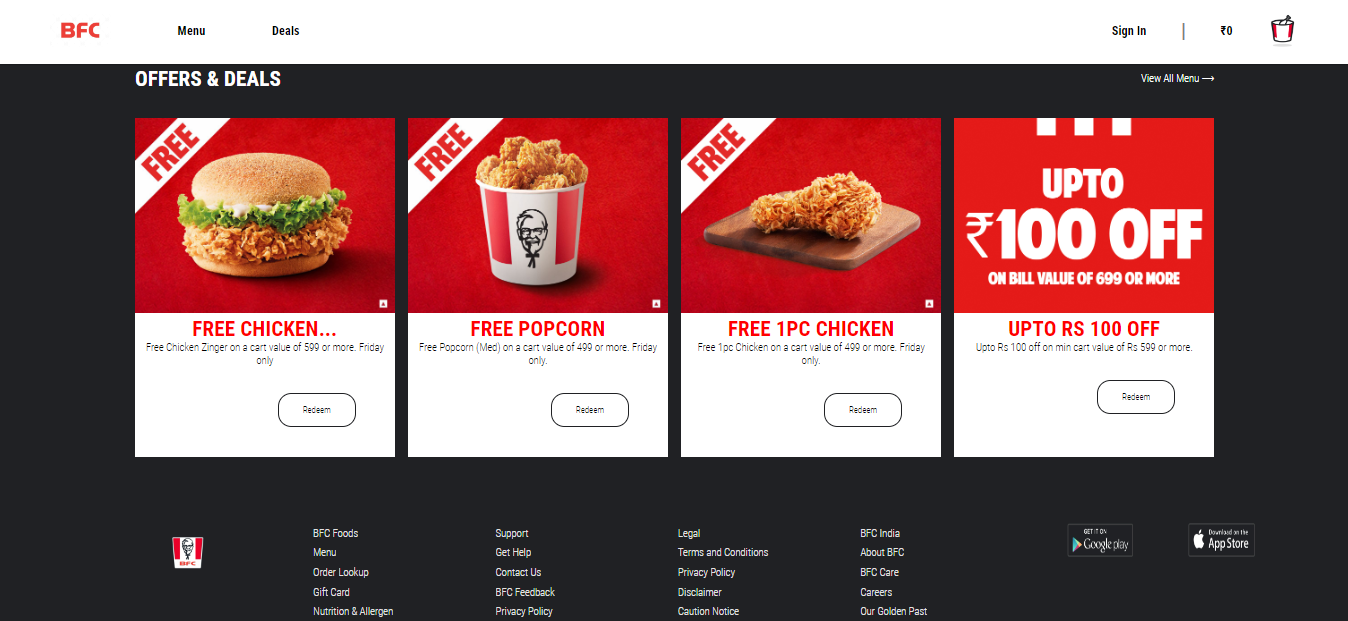 BFC
Menu
Deals
Sign In
|
₹0
OFFERS & DEALS
View All Menu ⟶
FREE
FREE
FREE
UPTO
₹100 OFF
ON BILL VALUE OF 699 OR MORE
FREE CHICKEN...
Free Chicken Zinger on a cart value of 599 or more. Friday
only
Redeem
FREE POPCORN
Free Popcorn (Med) on a cart value of 499 or more. Friday
only.
Redeem
FREE 1PC CHICKEN
Free 1pc Chicken on a cart value of 499 or more. Friday
only.
Redeem
UPTO RS 100 OFF
Upto Rs 100 off on min cart value of Rs 599 or more.
Redeem
BFC
BFC Foods
Menu
Order Lookup
Gift Card
Nutrition & Allergen
Support
Get Help
Contact Us
BFC Feedback
Privacy Policy
Legal
Terms and Conditions
Privacy Policy
Disclaimer
Caution Notice
BFC India
About BFC
BFC Care
Careers
Our Golden Past
GET IT ON
Google play
Download on the
App Store